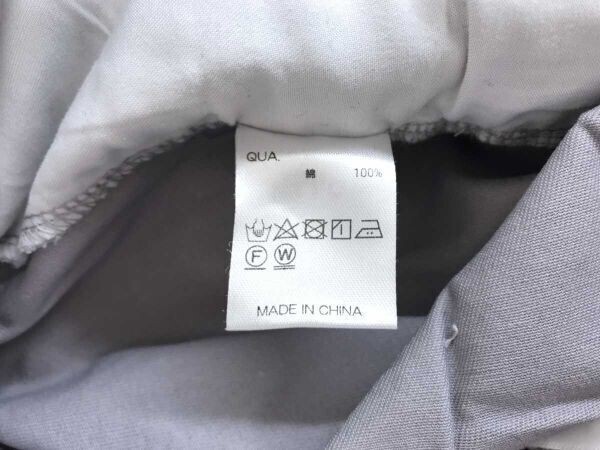 QUA.
綿 100%
F W
MADE IN CHINA